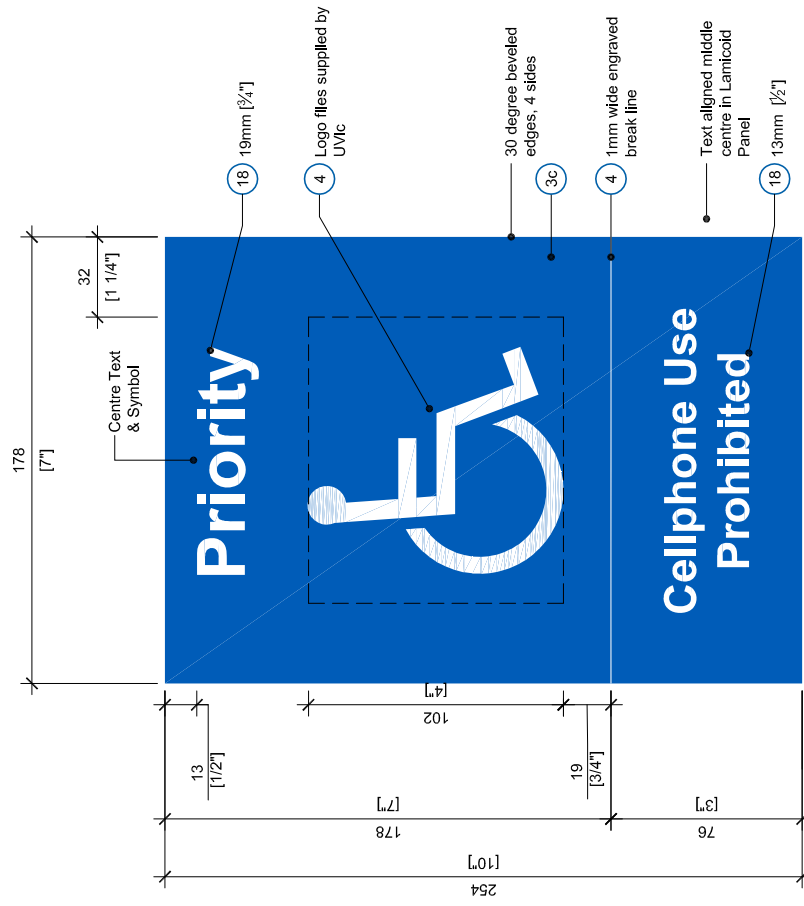 178
[7"]
32
[1 1/4"]
Centre Text
& Symbol
18 19mm [¾"]
4 Logo files supplied by
UVic
30 degree beveled
edges, 4 sides
3c
4 1mm wide engraved
break line
Text aligned middle
centre in Lamicoid
Panel
18 13mm [½"]
Priority
Cellphone Use
Prohibited
13
[1/2"]
102
[4"]
19
[3/4"]
178
[7"]
76
[3"]
254
[10"]